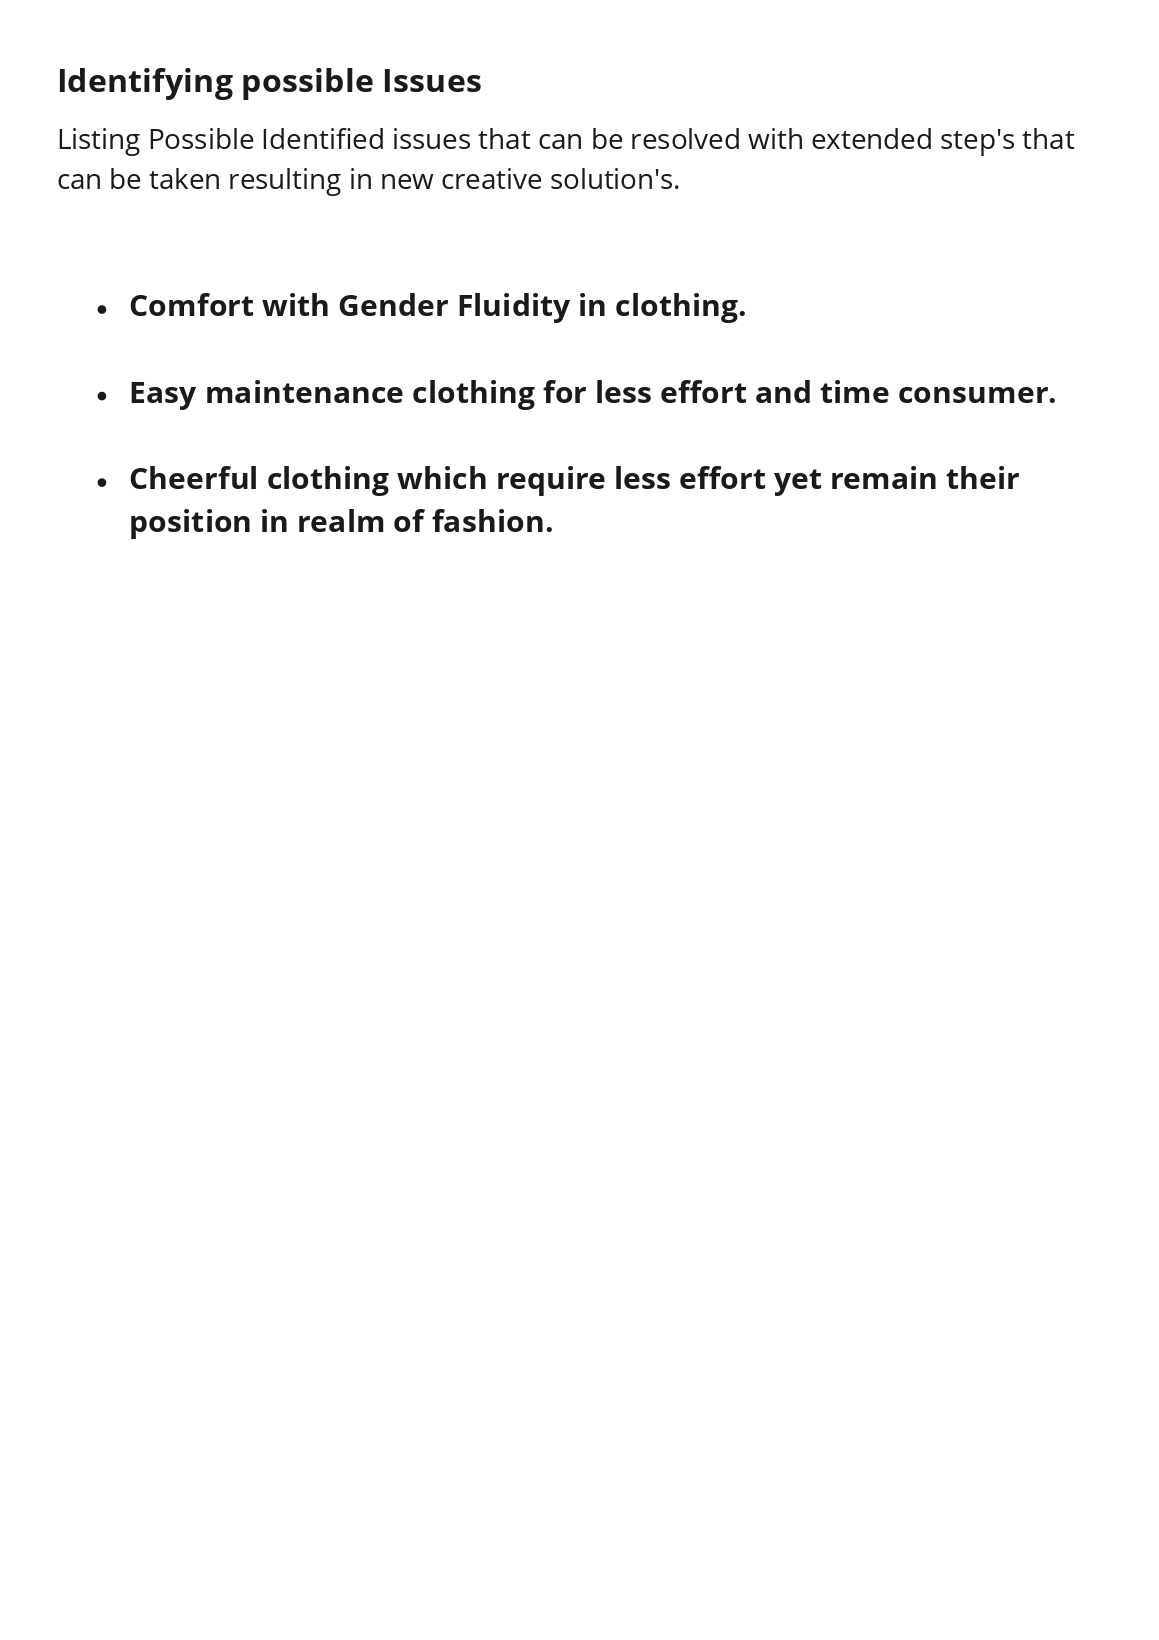 Identifying possible Issues
Listing Possible Identified issues that can be resolved with extended step's that
can be taken resulting in new creative solution's.
• Comfort with Gender Fluidity in clothing.
• Easy maintenance clothing for less effort and time consumer.
• Cheerful clothing which require less effort yet remain their
position in realm of fashion.